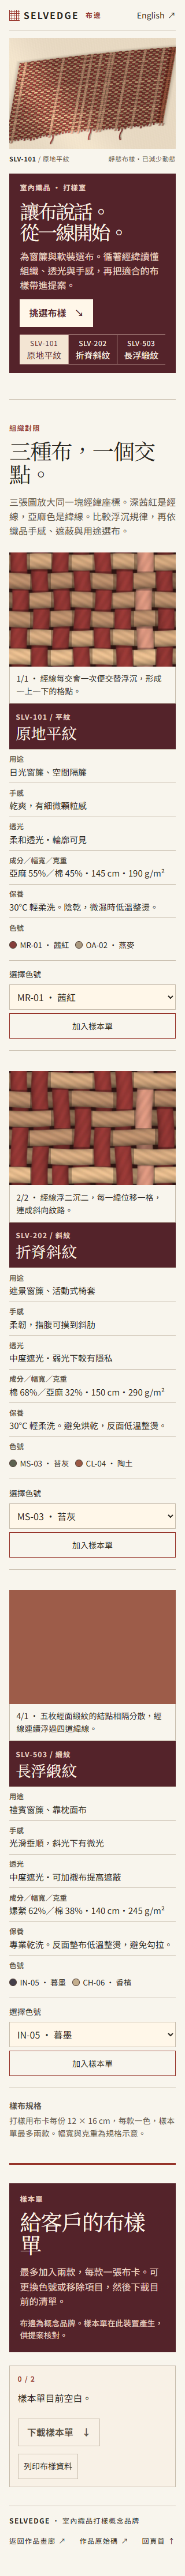 SELVEDGE 布邊 English ↗
SLV-101 / 原地平紋 靜態布樣・已減少動態
室內織品 · 打樣室
讓布說話。
從一線開始。
為窗簾與軟裝選布。循著經緯讀懂
組織、透光與手感，再把適合的布
樣帶進提案。
挑選布樣 ↘
SLV-101 SLV-202 SLV-503
原地平紋 折脊斜紋 長浮緞紋
組織對照
三種布，一個交
點。
三張圖放大同一塊經緯座標。深茜紅是經
線，亞麻色是緯線。比較浮沉規律，再依
織品手感、遮蔽與用途選布。
1/1 · 經線每交會一次便交替浮沉，形成
一上一下的格點。
SLV-101 / 平紋
原地平紋
用途
日光窗簾、空間隔簾
手感
乾爽，有細微顆粒感
透光
柔和透光・輪廓可見
成分／幅寬／克重
亞麻 55%／棉 45%・145 cm・190 g/m²
保養
30°C 輕柔洗。陰乾，微濕時低溫整燙。
色號
MR-01 · 茜紅 OA-02 · 燕麥
選擇色號
MR-01 · 茜紅
加入樣本單
2/2 · 經線浮二沉二，每一緯位移一格，
連成斜向紋路。
SLV-202 / 斜紋
折脊斜紋
用途
遮景窗簾、活動式椅套
手感
柔韌，指腹可摸到斜肋
透光
中度遮光・弱光下較有隱私
成分／幅寬／克重
棉 68%／亞麻 32%・150 cm・290 g/m²
保養
30°C 輕柔洗。避免烘乾，反面低溫整燙。
色號
MS-03 · 苔灰 CL-04 · 陶土
選擇色號
MS-03 · 苔灰
加入樣本單
4/1 · 五枚經面緞紋的結點相隔分散，經
線連續浮過四道緯線。
SLV-503 / 緞紋
長浮緞紋
用途
禮賓窗簾、靠枕面布
手感
光滑垂順，斜光下有微光
透光
中度遮光・可加襯布提高遮蔽
成分／幅寬／克重
嫘縈 62%／棉 38%・140 cm・245 g/m²
保養
專業乾洗。反面墊布低溫整燙，避免勾拉。
色號
IN-05 · 暮墨 CH-06 · 香檳
選擇色號
IN-05 · 暮墨
加入樣本單
樣布規格
打樣用布卡每份 12 × 16 cm，每款一色，樣本
單最多兩款。幅寬與克重為規格示意。
樣本單
給客戶的布樣
單
最多加入兩款，每款一張布卡。可
更換色號或移除項目，然後下載目
前的清單。
布邊為概念品牌。樣本單在此裝置產生，
供提案核對。
0 / 2
樣本單目前空白。
下載樣本單 ↓
列印布樣資料
SELVEDGE · 室內織品打樣概念品牌
返回作品畫廊 ↗ 作品原始碼 ↗ 回頁首 ↑